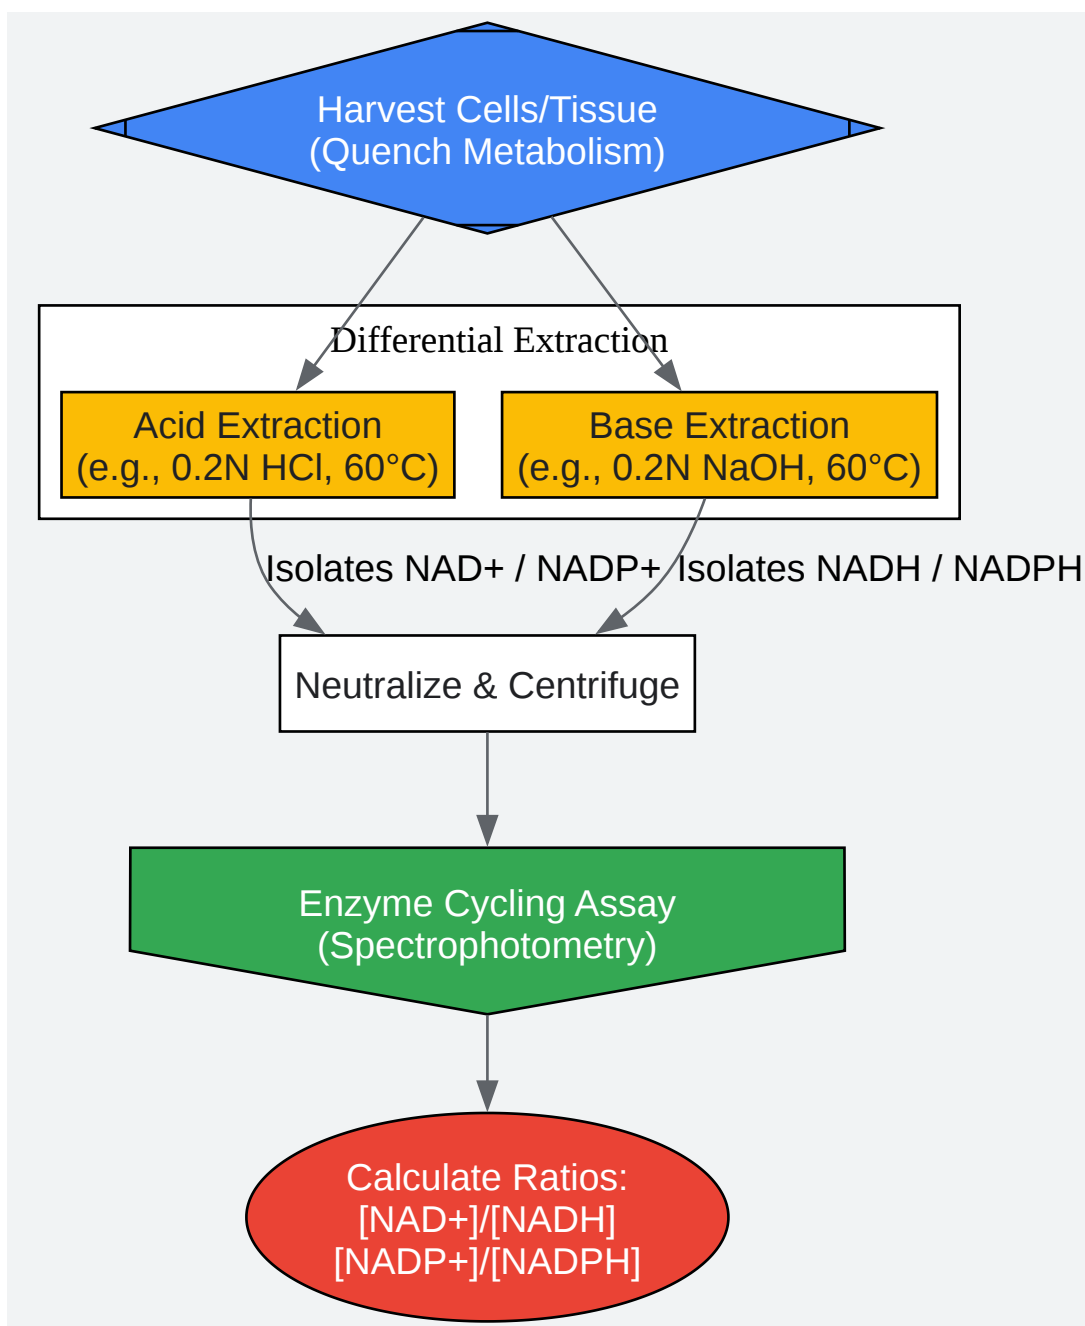 Harvest Cells/Tissue
(Quench Metabolism)
Differential Extraction
Acid Extraction
(e.g., 0.2N HCl, 60°C)
Base Extraction
(e.g., 0.2N NaOH, 60°C)
Isolates NAD+ / NADP+
Isolates NADH / NADPH
Neutralize & Centrifuge
Enzyme Cycling Assay
(Spectrophotometry)
Calculate Ratios:
[NAD+]/[NADH]
[NADP+]/[NADPH]